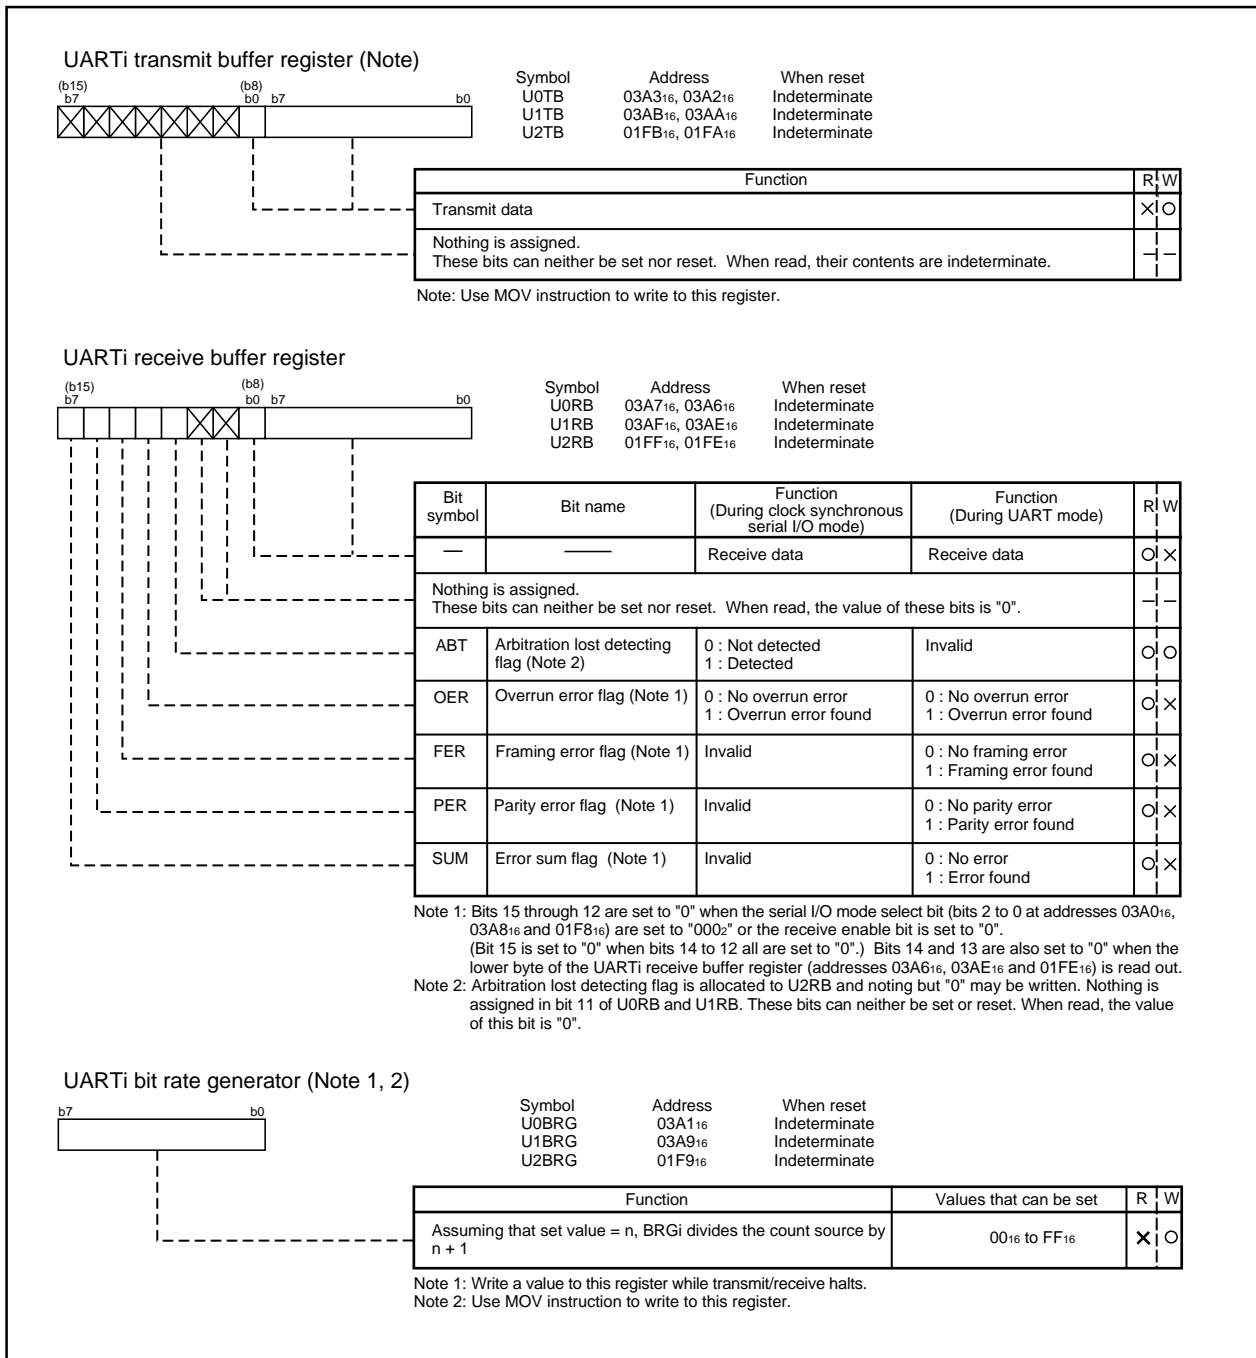 UARTi transmit buffer register (Note)
(b15) (b8)
b7 b0 b7 b0
Symbol Address When reset
U0TB 03A316, 03A216 Indeterminate
U1TB 03AB16, 03AA16 Indeterminate
U2TB 01FB16, 01FA16 Indeterminate
Function R W
Transmit data X O
Nothing is assigned.
These bits can neither be set nor reset. When read, their contents are indeterminate. — —
Note: Use MOV instruction to write to this register.
UARTi receive buffer register
(b15) (b8)
b7 b0 b7 b0
Symbol Address When reset
U0RB 03A716, 03A616 Indeterminate
U1RB 03AF16, 03AE16 Indeterminate
U2RB 01FF16, 01FE16 Indeterminate
Bit symbol Bit name Function (During clock synchronous serial I/O mode) Function (During UART mode) R W
— — Receive data Receive data O X
Nothing is assigned.
These bits can neither be set nor reset. When read, the value of these bits is "0". — —
ABT Arbitration lost detecting flag (Note 2) 0 : Not detected 1 : Detected Invalid O O
OER Overrun error flag (Note 1) 0 : No overrun error 1 : Overrun error found 0 : No overrun error 1 : Overrun error found O X
FER Framing error flag (Note 1) Invalid 0 : No framing error 1 : Framing error found O X
PER Parity error flag (Note 1) Invalid 0 : No parity error 1 : Parity error found O X
SUM Error sum flag (Note 1) Invalid 0 : No error 1 : Error found O X
Note 1: Bits 15 through 12 are set to "0" when the serial I/O mode select bit (bits 2 to 0 at addresses 03A016,
03A816 and 01F816) are set to "0002" or the receive enable bit is set to "0".
(Bit 15 is set to "0" when bits 14 to 12 all are set to "0".) Bits 14 and 13 are also set to "0" when the
lower byte of the UARTi receive buffer register (addresses 03A616, 03AE16 and 01FE16) is read out.
Note 2: Arbitration lost detecting flag is allocated to U2RB and noting but "0" may be written. Nothing is
assigned in bit 11 of U0RB and U1RB. These bits can neither be set or reset. When read, the value
of this bit is "0".
UARTi bit rate generator (Note 1, 2)
b7 b0
Symbol Address When reset
U0BRG 03A116 Indeterminate
U1BRG 03A916 Indeterminate
U2BRG 01F916 Indeterminate
Function Values that can be set R W
Assuming that set value = n, BRGi divides the count source by n + 1 0016 to FF16 X O
Note 1: Write a value to this register while transmit/receive halts.
Note 2: Use MOV instruction to write to this register.